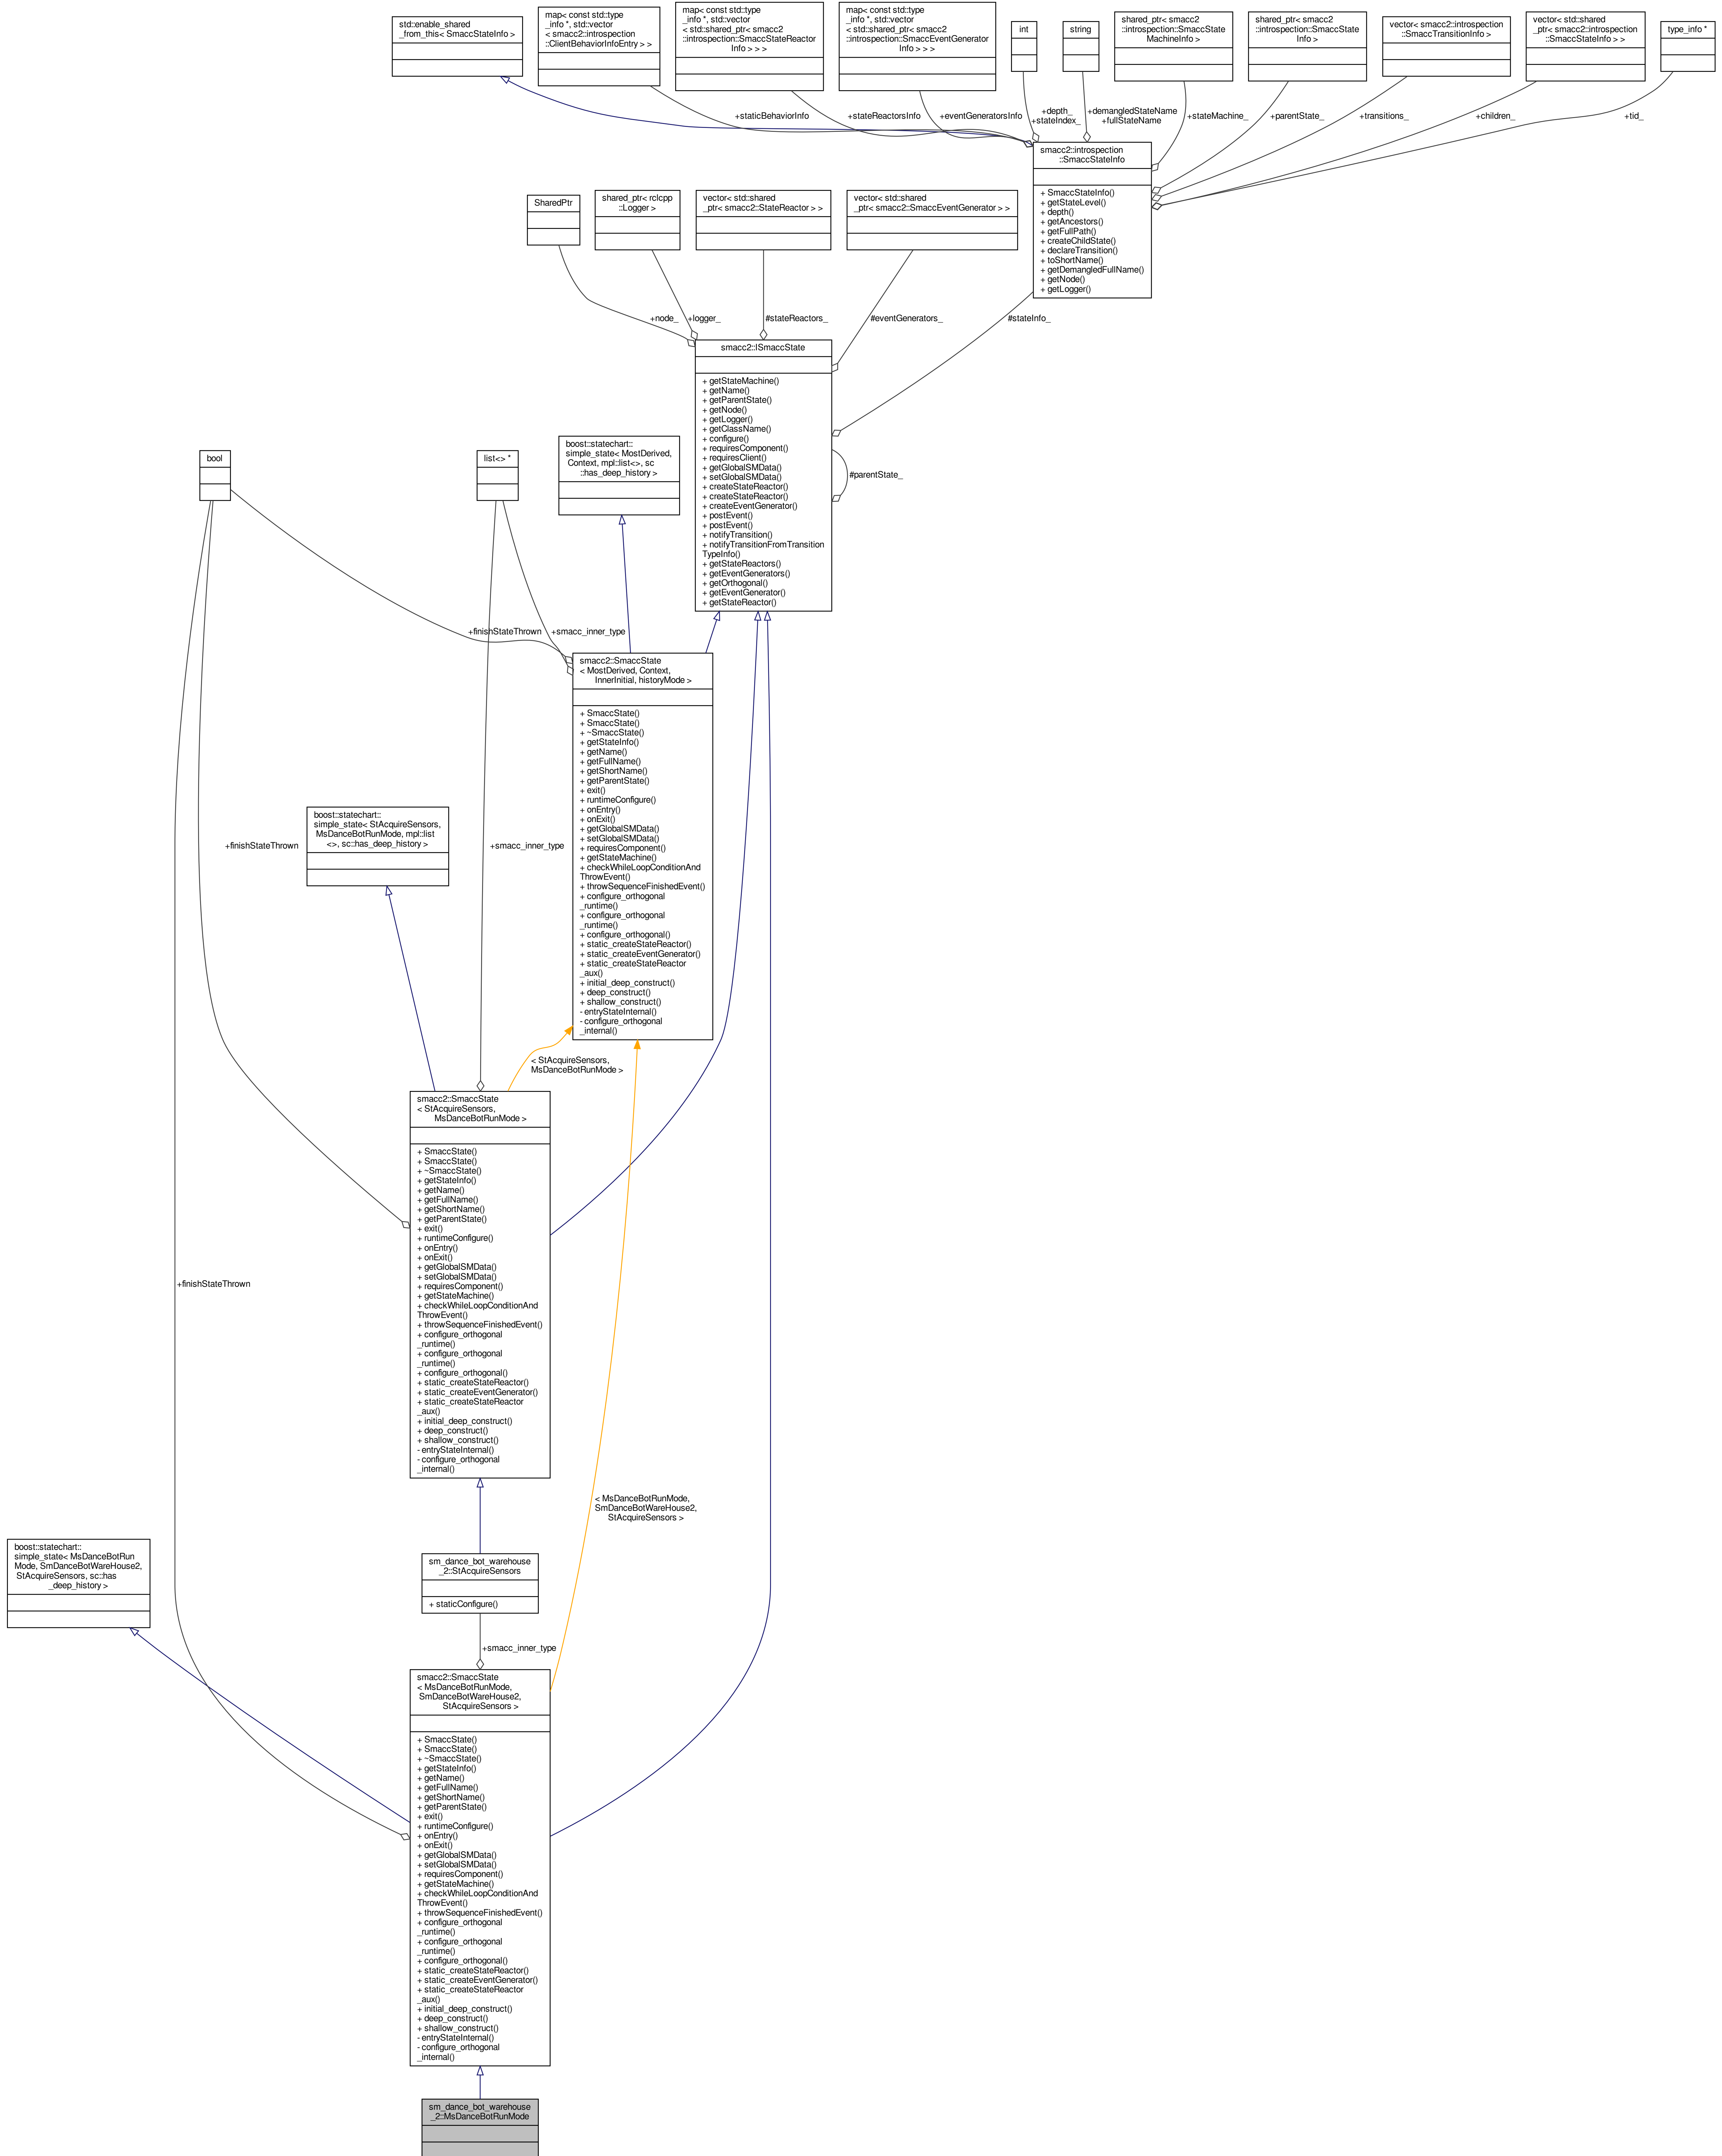 std::enable_shared
_from_this< SmaccStateInfo >
map< const std::type
_info *, std::vector
< smacc2::introspection
::ClientBehaviorInfoEntry > >
map< const std::type
_info *, std::vector
< std::shared_ptr< smacc2
::introspection::SmaccStateReactor
Info > > >
map< const std::type
_info *, std::vector
< std::shared_ptr< smacc2
::introspection::SmaccEventGenerator
Info > > >
int
string
shared_ptr< smacc2
::introspection::SmaccState
MachineInfo >
shared_ptr< smacc2
::introspection::SmaccState
Info >
vector< smacc2::introspection
::SmaccTransitionInfo >
vector< std::shared
_ptr< smacc2::introspection
::SmaccStateInfo > >
type_info *
+staticBehaviorInfo
+stateReactorsInfo
+eventGeneratorsInfo
+depth_
+stateIndex_
+demangledStateName
+fullStateName
+stateMachine_
+parentState_
+transitions_
+children_
+tid_
smacc2::introspection
::SmaccStateInfo
+ SmaccStateInfo()
+ getStateLevel()
+ depth()
+ getAncestors()
+ getFullPath()
+ createChildState()
+ declareTransition()
+ toShortName()
+ getDemangledFullName()
+ getNode()
+ getLogger()
SharedPtr
shared_ptr< rclcpp
::Logger >
vector< std::shared
_ptr< smacc2::StateReactor > >
vector< std::shared
_ptr< smacc2::SmaccEventGenerator > >
+node_
+logger_
#stateReactors_
#eventGenerators_
#stateInfo_
smacc2::ISmaccState
+ getStateMachine()
+ getName()
+ getParentState()
+ getNode()
+ getLogger()
+ getClassName()
+ configure()
+ requiresComponent()
+ requiresClient()
+ getGlobalSMData()
+ setGlobalSMData()
+ createStateReactor()
+ createStateReactor()
+ createEventGenerator()
+ postEvent()
+ postEvent()
+ notifyTransition()
+ notifyTransitionFromTransition
TypeInfo()
+ getStateReactors()
+ getEventGenerators()
+ getOrthogonal()
+ getEventGenerator()
+ getStateReactor()
#parentState_
bool
list<> *
boost::statechart::
simple_state< MostDerived,
Context, mpl::list<>, sc
::has_deep_history >
+finishStateThrown
+smacc_inner_type
smacc2::SmaccState
< MostDerived, Context,
InnerInitial, historyMode >
+ SmaccState()
+ SmaccState()
+ ~SmaccState()
+ getStateInfo()
+ getName()
+ getFullName()
+ getShortName()
+ getParentState()
+ exit()
+ runtimeConfigure()
+ onEntry()
+ onExit()
+ getGlobalSMData()
+ setGlobalSMData()
+ requiresComponent()
+ getStateMachine()
+ checkWhileLoopConditionAnd
ThrowEvent()
+ throwSequenceFinishedEvent()
+ configure_orthogonal
_runtime()
+ configure_orthogonal
_runtime()
+ configure_orthogonal()
+ static_createStateReactor()
+ static_createEventGenerator()
+ static_createStateReactor
_aux()
+ initial_deep_construct()
+ deep_construct()
+ shallow_construct()
- entryStateInternal()
- configure_orthogonal
_internal()
boost::statechart::
simple_state< StAcquireSensors,
MsDanceBotRunMode, mpl::list
<>, sc::has_deep_history >
+finishStateThrown
+smacc_inner_type
< StAcquireSensors,
MsDanceBotRunMode >
smacc2::SmaccState
< StAcquireSensors,
MsDanceBotRunMode >
+ SmaccState()
+ SmaccState()
+ ~SmaccState()
+ getStateInfo()
+ getName()
+ getFullName()
+ getShortName()
+ getParentState()
+ exit()
+ runtimeConfigure()
+ onEntry()
+ onExit()
+ getGlobalSMData()
+ setGlobalSMData()
+ requiresComponent()
+ getStateMachine()
+ checkWhileLoopConditionAnd
ThrowEvent()
+ throwSequenceFinishedEvent()
+ configure_orthogonal
_runtime()
+ configure_orthogonal
_runtime()
+ configure_orthogonal()
+ static_createStateReactor()
+ static_createEventGenerator()
+ static_createStateReactor
_aux()
+ initial_deep_construct()
+ deep_construct()
+ shallow_construct()
- entryStateInternal()
- configure_orthogonal
_internal()
+finishStateThrown
< MsDanceBotRunMode,
SmDanceBotWareHouse2,
StAcquireSensors >
boost::statechart::
simple_state< MsDanceBotRun
Mode, SmDanceBotWareHouse2,
StAcquireSensors, sc::has
_deep_history >
sm_dance_bot_warehouse
_2::StAcquireSensors
+ staticConfigure()
+smacc_inner_type
smacc2::SmaccState
< MsDanceBotRunMode,
SmDanceBotWareHouse2,
StAcquireSensors >
+ SmaccState()
+ SmaccState()
+ ~SmaccState()
+ getStateInfo()
+ getName()
+ getFullName()
+ getShortName()
+ getParentState()
+ exit()
+ runtimeConfigure()
+ onEntry()
+ onExit()
+ getGlobalSMData()
+ setGlobalSMData()
+ requiresComponent()
+ getStateMachine()
+ checkWhileLoopConditionAnd
ThrowEvent()
+ throwSequenceFinishedEvent()
+ configure_orthogonal
_runtime()
+ configure_orthogonal
_runtime()
+ configure_orthogonal()
+ static_createStateReactor()
+ static_createEventGenerator()
+ static_createStateReactor
_aux()
+ initial_deep_construct()
+ deep_construct()
+ shallow_construct()
- entryStateInternal()
- configure_orthogonal
_internal()
sm_dance_bot_warehouse
_2::MsDanceBotRunMode